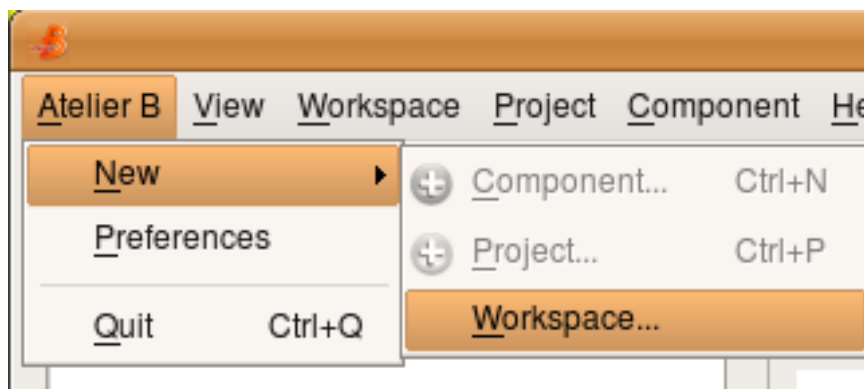 Atelier B View Workspace Project Component He
New Component... Ctrl+N
Preferences Project... Ctrl+P
Quit Ctrl+Q Workspace...